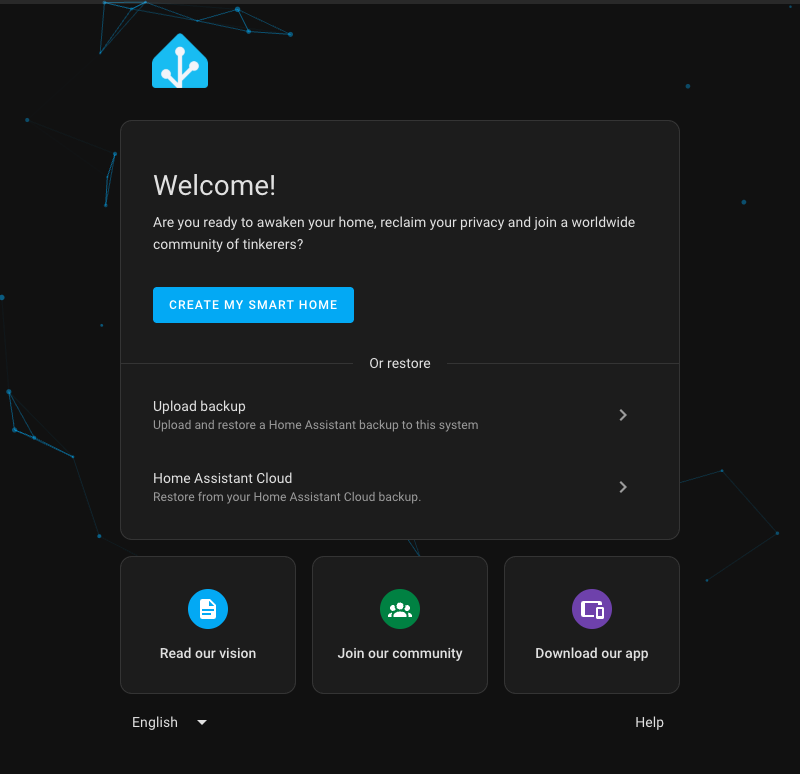 Welcome!
Are you ready to awaken your home, reclaim your privacy and join a worldwide
community of tinkerers?
CREATE MY SMART HOME
Or restore
Upload backup
Upload and restore a Home Assistant backup to this system
Home Assistant Cloud
Restore from your Home Assistant Cloud backup.
Read our vision
Join our community
Download our app
English
Help